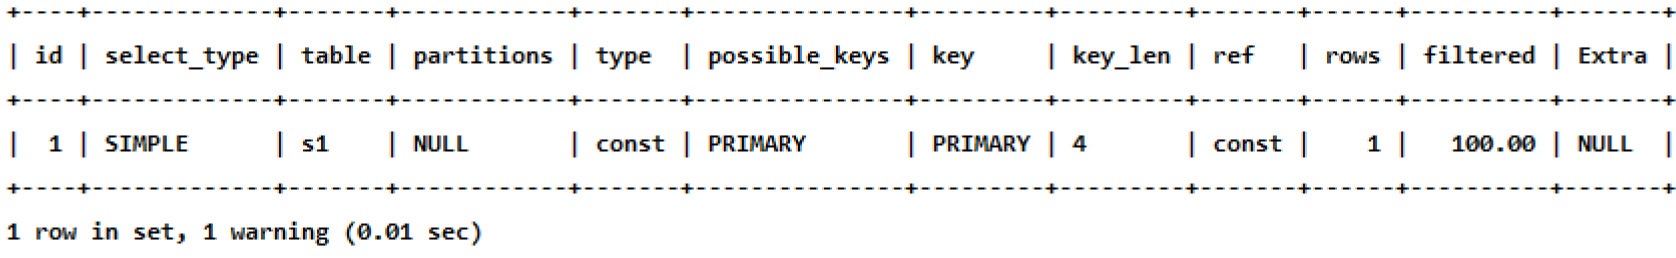 +----+-------------+-------+------------+-------+---------------+---------+---------+-------+------+----------+-------+
| id | select_type | table | partitions | type  | possible_keys | key     | key_len | ref   | rows | filtered | Extra |
+----+-------------+-------+------------+-------+---------------+---------+---------+-------+------+----------+-------+
|  1 | SIMPLE      | s1    | NULL       | const | PRIMARY       | PRIMARY | 4       | const |    1 |   100.00 | NULL  |
+----+-------------+-------+------------+-------+---------------+---------+---------+-------+------+----------+-------+
1 row in set, 1 warning (0.01 sec)